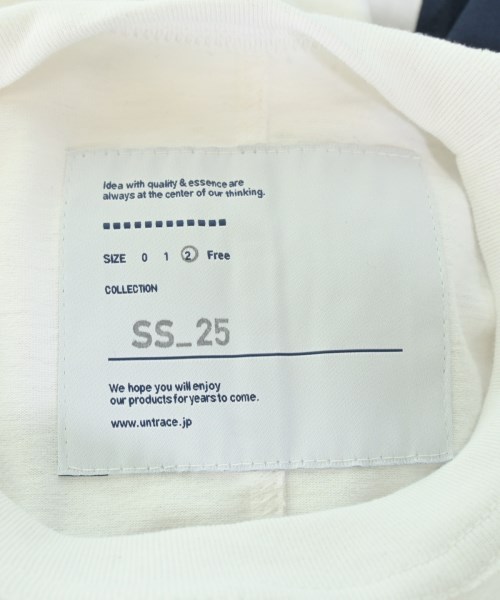 Idea with quality & essence are
always at the center of our thinking.
SIZE 0 1 2 Free
COLLECTION
SS_25
We hope you will enjoy
our products for years to come.
www.untrace.jp